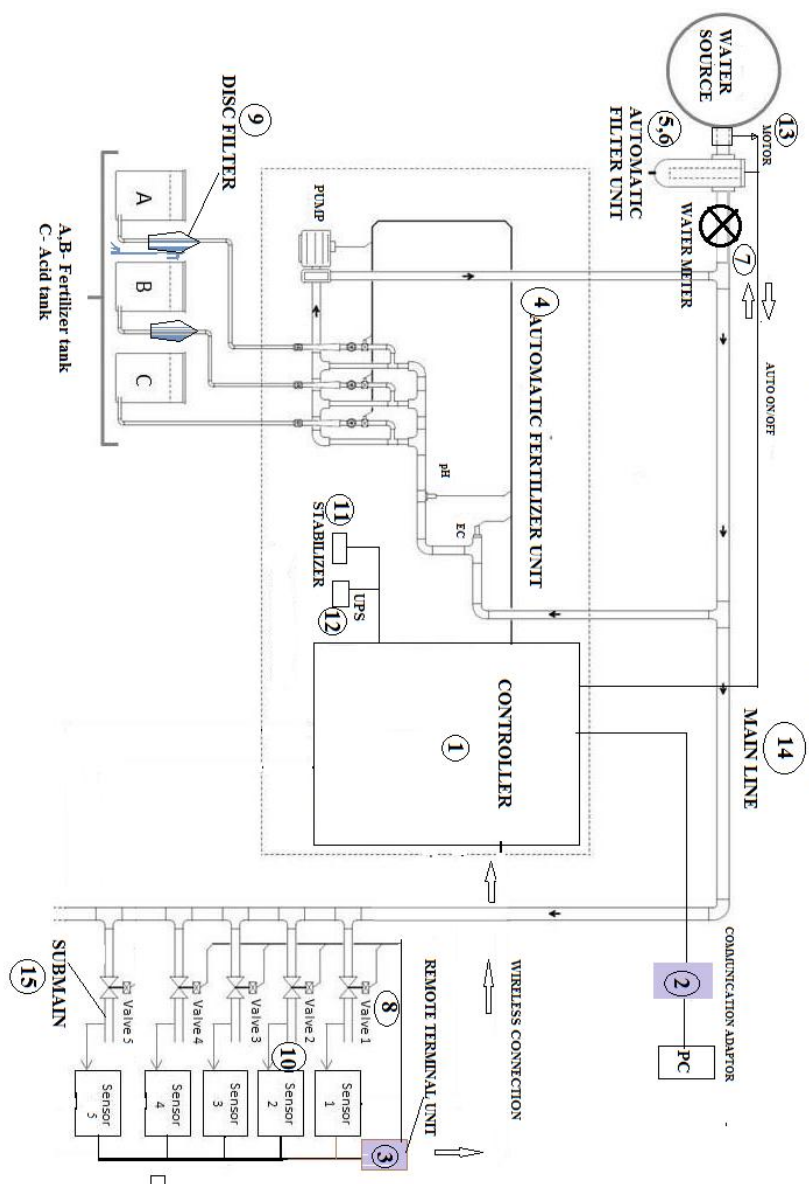 WATER
SOURCE
13
MOTOR
5,6
AUTOMATIC
FILTER UNIT
7
WATER METER
AUTO ON/OFF
14
MAIN LINE
9
DISC FILTER
A
B
C
A,B- Fertilizer tank
C- Acid tank
PUMP
4
AUTOMATIC FERTILIZER UNIT
pH
EC
11
STABILIZER
UPS
12
CONTROLLER
1
COMMUNICATION ADAPTOR
2
PC
WIRELESS CONNECTION
REMOTE TERMINAL UNIT
3
8
Valve 1
Valve 2
Valve 3
Valve 4
Valve 5
SUBMAIN
15
10
Sensor
1
Sensor
2
Sensor
3
Sensor
4
Sensor
5